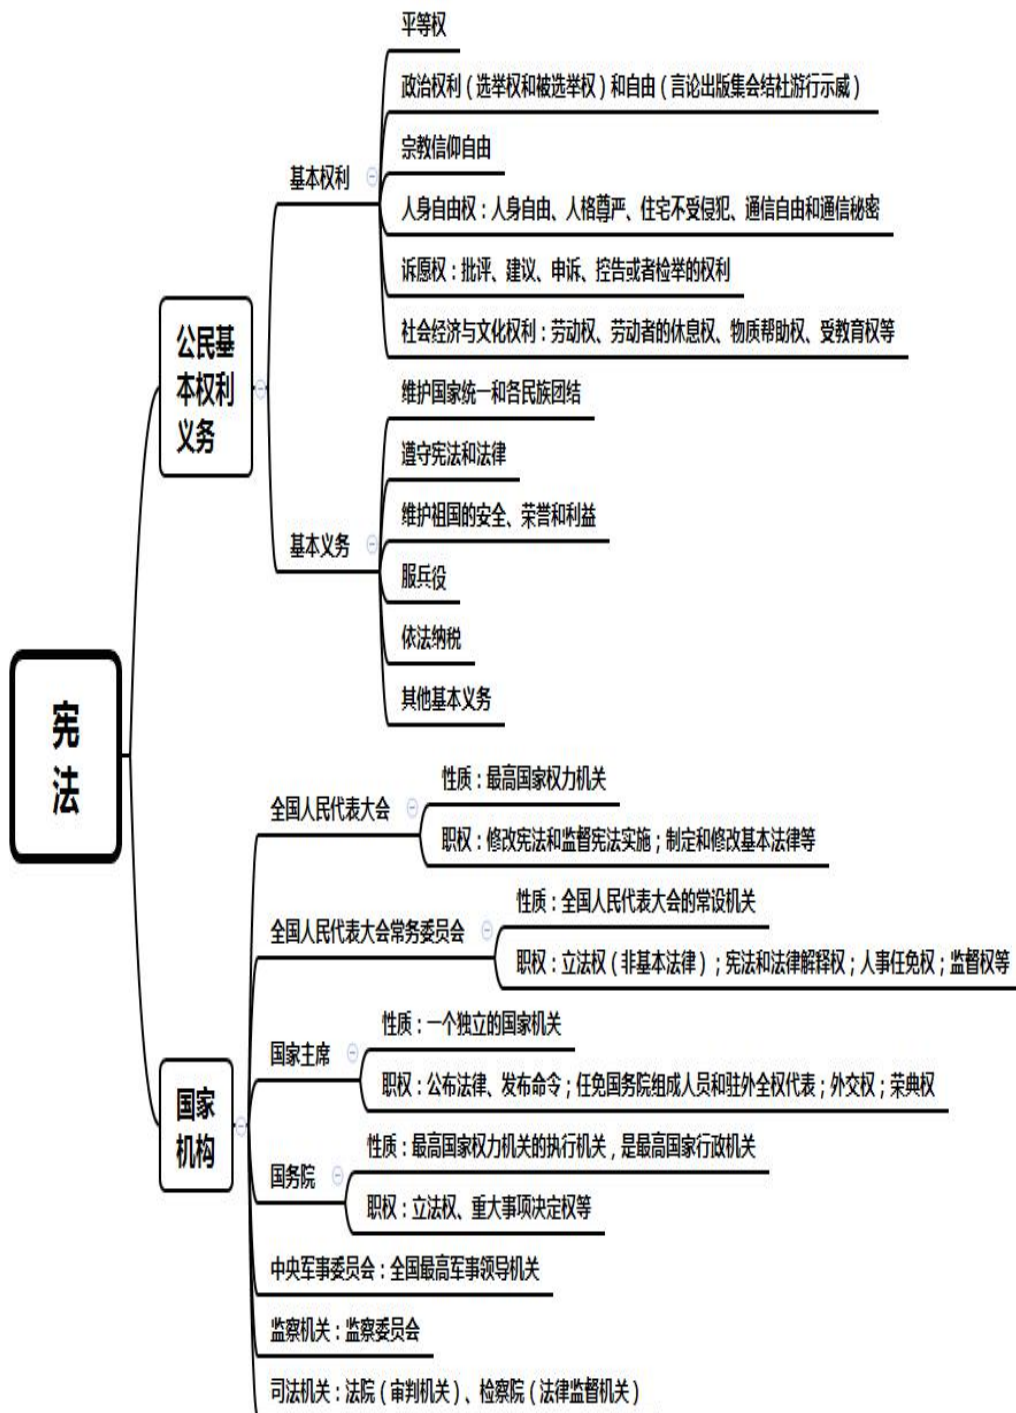 宪
法
公民基
本权利
义务
基本权利
平等权
政治权利（选举权和被选举权）和自由（言论出版集会结社游行示威）
宗教信仰自由
人身自由权：人身自由、人格尊严、住宅不受侵犯、通信自由和通信秘密
诉愿权：批评、建议、申诉、控告或者检举的权利
社会经济与文化权利：劳动权、劳动者的休息权、物质帮助权、受教育权等
基本义务
维护国家统一和各民族团结
遵守宪法和法律
维护祖国的安全、荣誉和利益
服兵役
依法纳税
其他基本义务
国家
机构
全国人民代表大会
性质：最高国家权力机关
职权：修改宪法和监督宪法实施；制定和修改基本法律等
全国人民代表大会常务委员会
性质：全国人民代表大会的常设机关
职权：立法权（非基本法律）；宪法和法律解释权；人事任免权；监督权等
国家主席
性质：一个独立的国家机关
职权：公布法律、发布命令；任免国务院组成人员和驻外全权代表；外交权；荣典权
国务院
性质：最高国家权力机关的执行机关，是最高国家行政机关
职权：立法权、重大事项决定权等
中央军事委员会：全国最高军事领导机关
监察机关：监察委员会
司法机关：法院（审判机关）、检察院（法律监督机关）